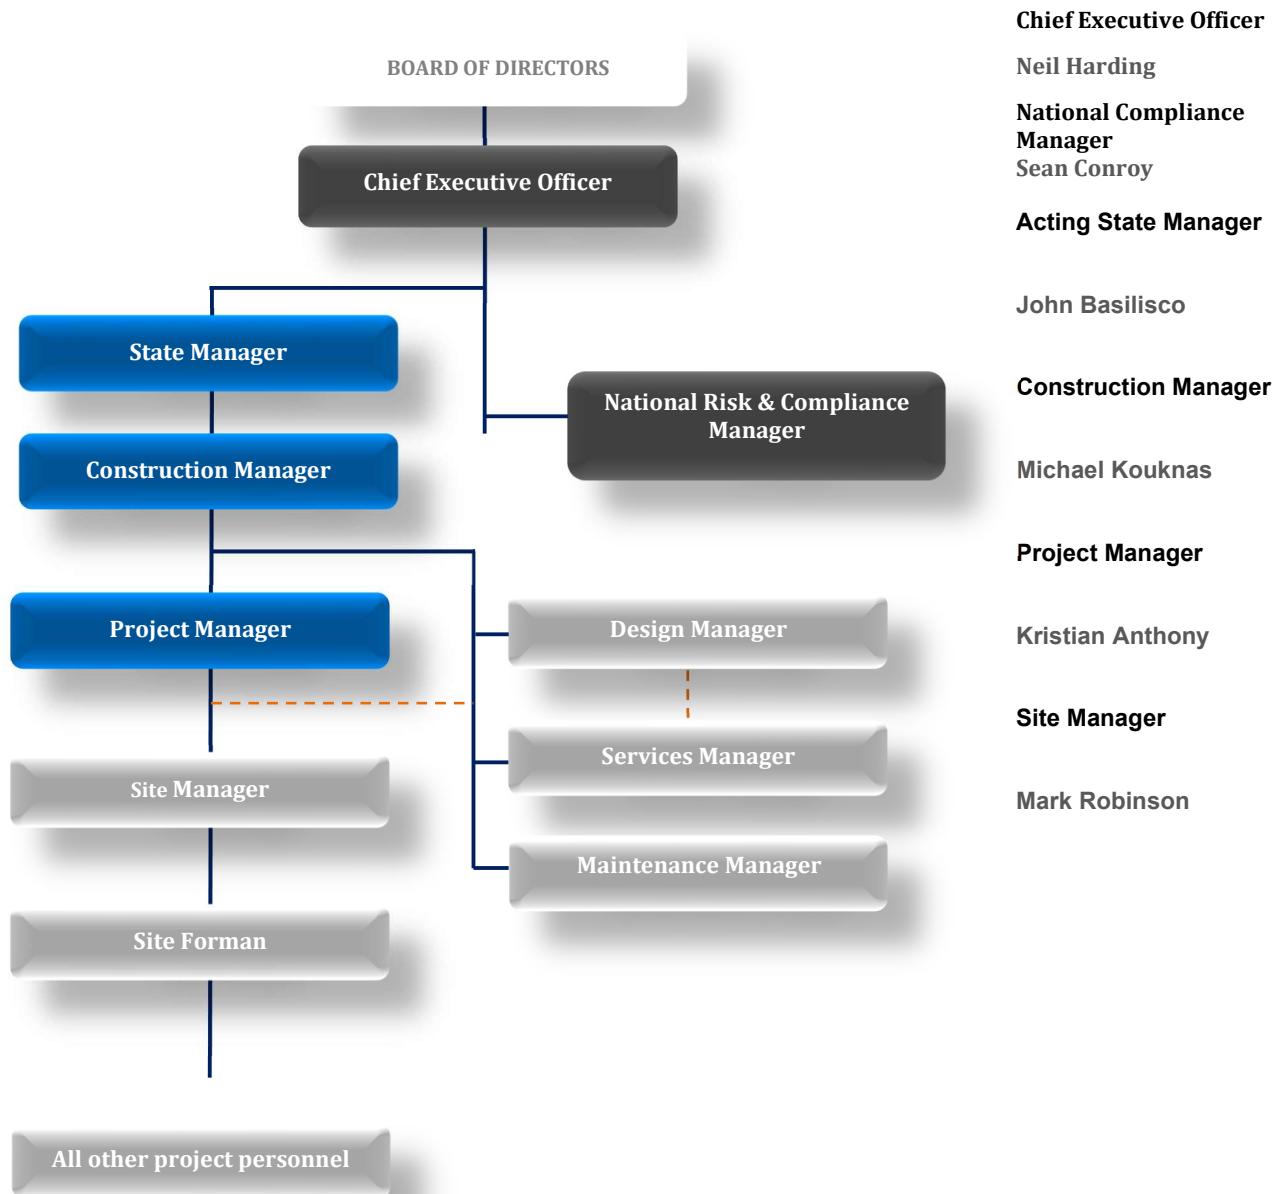 BOARD OF DIRECTORS
Chief Executive Officer
State Manager
National Risk & Compliance
Manager
Construction Manager
Project Manager
Design Manager
Services Manager
Site Manager
Maintenance Manager
Site Forman
All other project personnel
Chief Executive Officer
Neil Harding
National Compliance
Manager
Sean Conroy
Acting State Manager
John Basilisco
Construction Manager
Michael Kouknas
Project Manager
Kristian Anthony
Site Manager
Mark Robinson